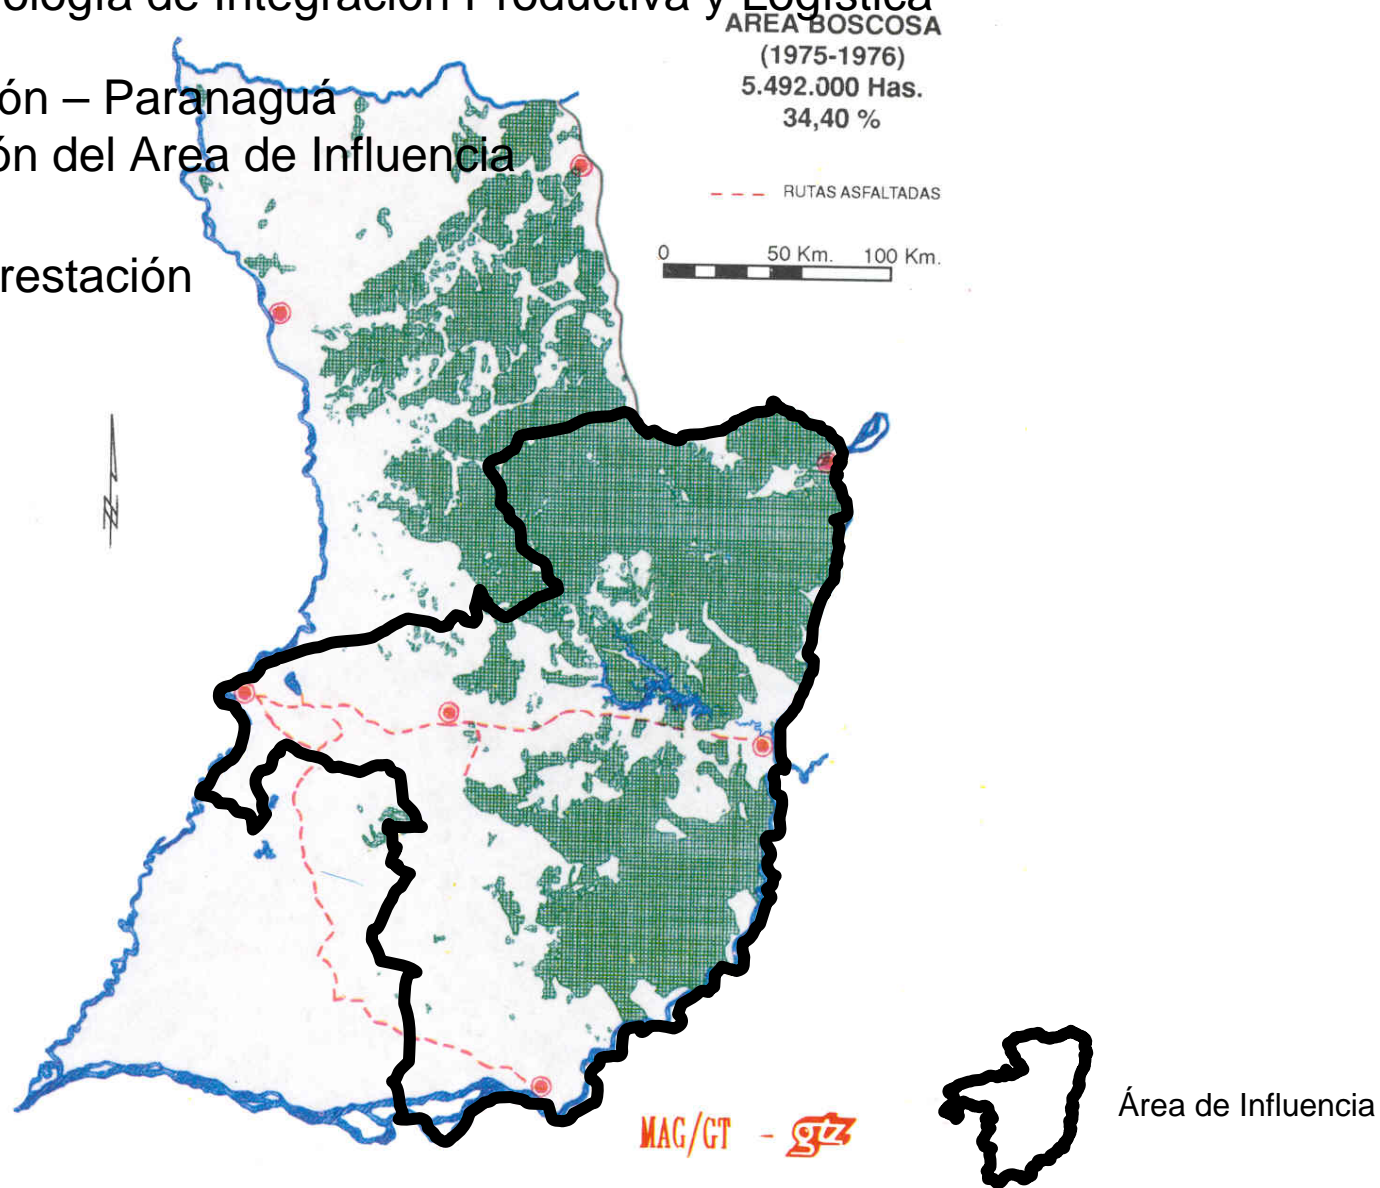 ología de Integración Productiva y Logística
AREA BOSCOSA
(1975-1976)
5.492.000 Has.
34,40 %
ón – Paranaguá
ón del Area de Influencia
RUTAS ASFALTADAS
restación
0 50 Km. 100 Km.
MAG/GT - gtz
Área de Influencia